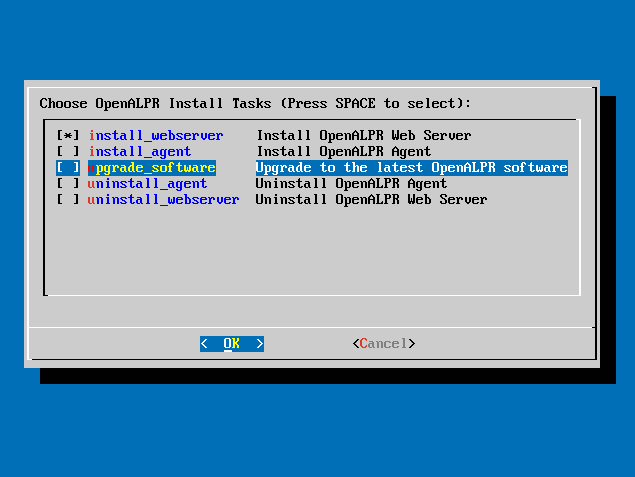 Choose OpenALPR Install Tasks (Press SPACE to select):
[*] install_webserver    Install OpenALPR Web Server
[ ] install_agent        Install OpenALPR Agent
[ ] upgrade_software     Upgrade to the latest OpenALPR software
[ ] uninstall_agent      Uninstall OpenALPR Agent
[ ] uninstall_webserver  Uninstall OpenALPR Web Server
<  OK  >           <Cancel>